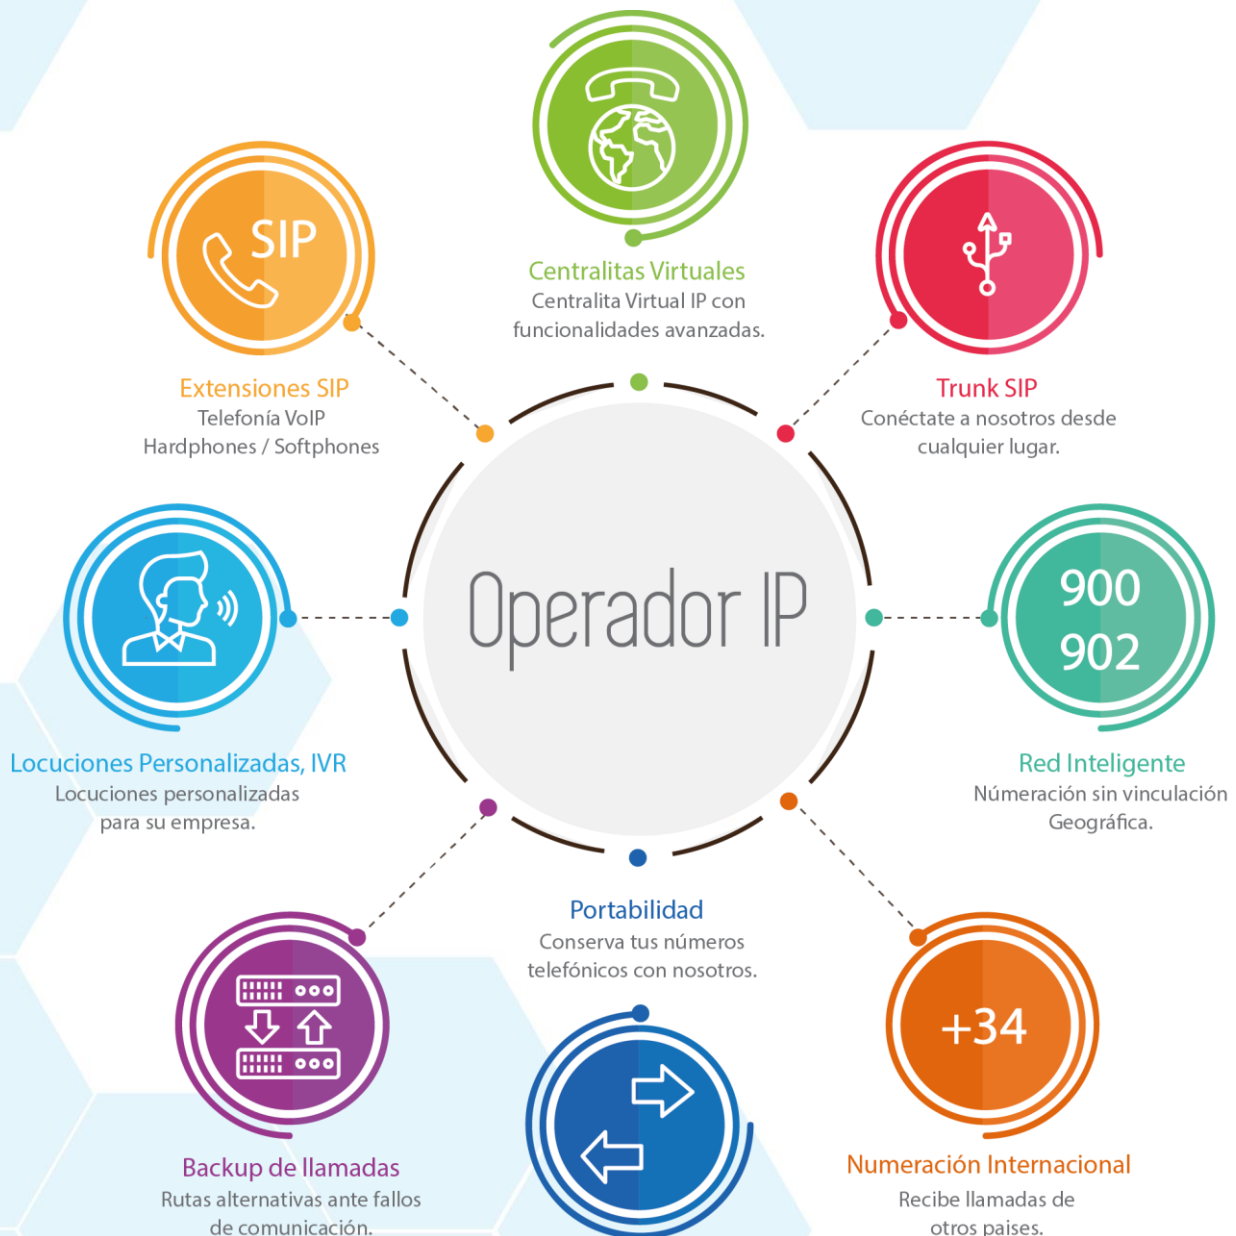 Centralitas Virtuales
Centralita Virtual IP con
funcionalidades avanzadas.
SIP
Extensiones SIP
Telefonía VoIP
Hardphones / Softphones
Trunk SIP
Conéctate a nosotros desde
cualquier lugar.
Operador IP
Locuciones Personalizadas, IVR
Locuciones personalizadas
para su empresa.
900
902
Red Inteligente
Númeración sin vinculación
Geográfica.
Portabilidad
Conserva tus números
telefónicos con nosotros.
Backup de llamadas
Rutas alternativas ante fallos
de comunicación.
+34
Numeración Internacional
Recibe llamadas de
otros paises.